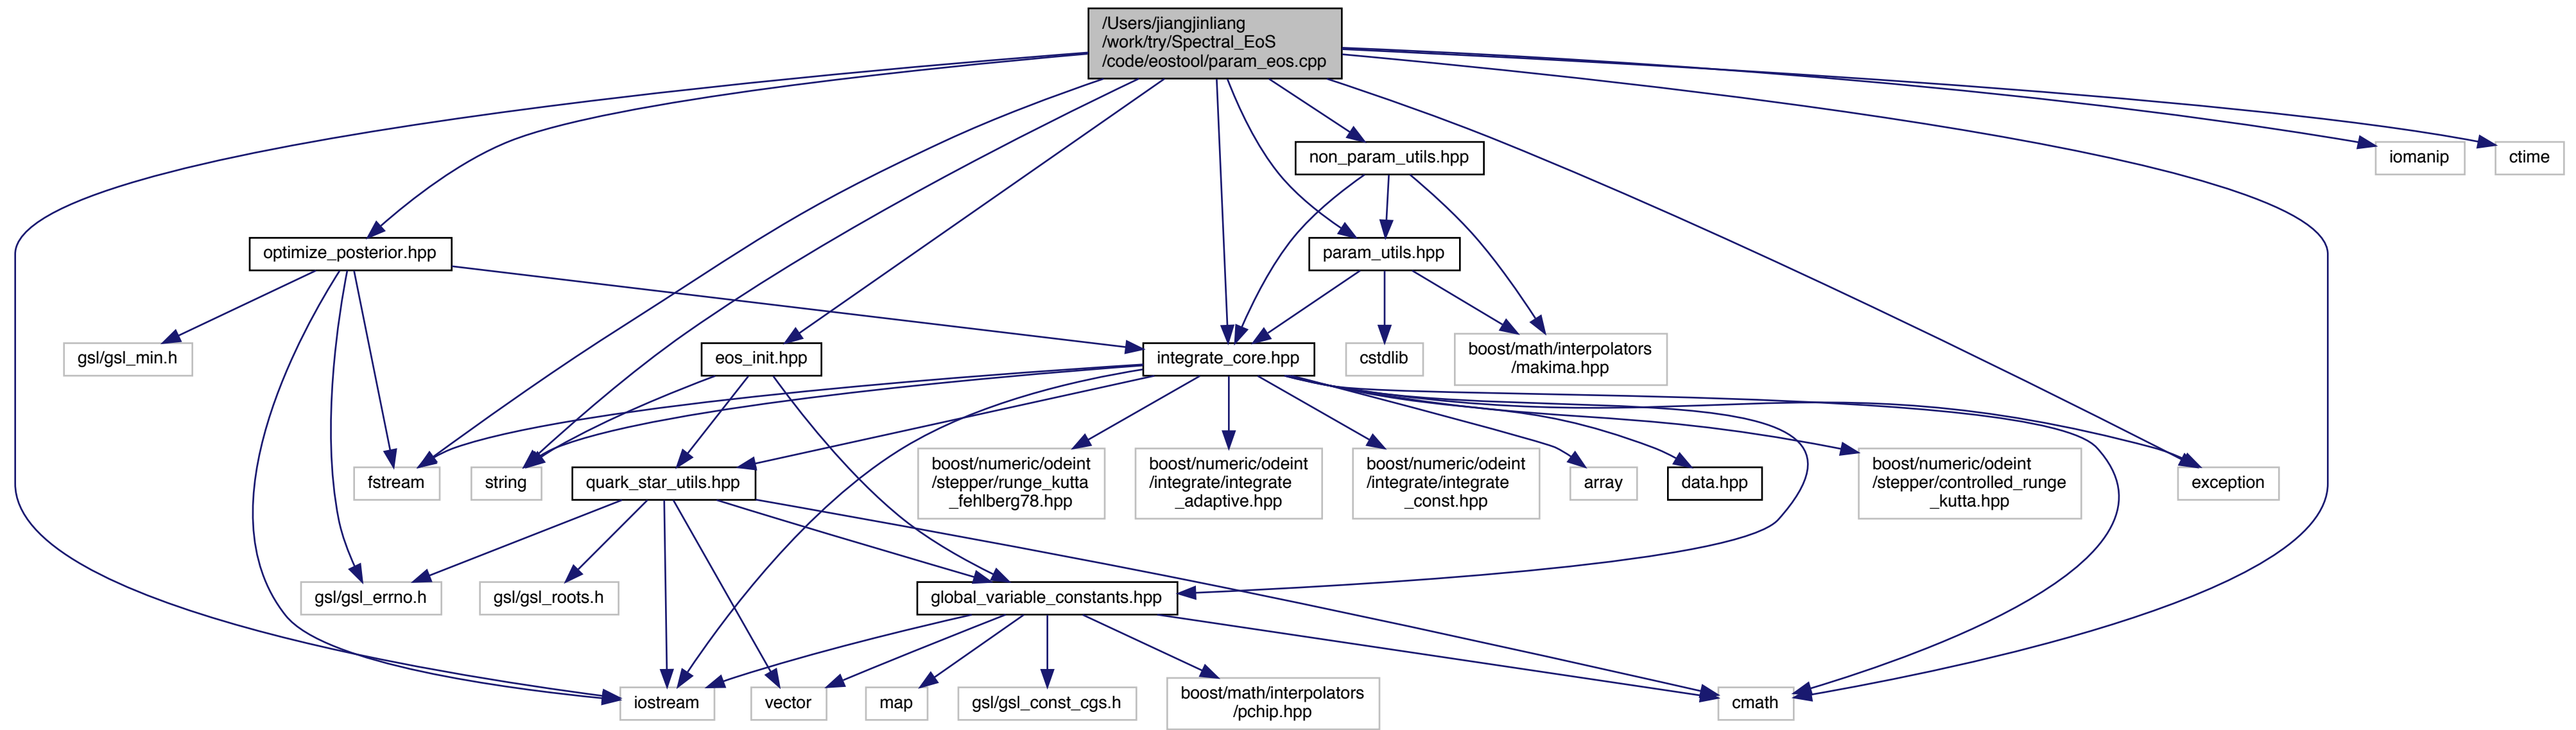 /Users/jiangjinliang
/work/try/Spectral_EoS
/code/eostool/param_eos.cpp
non_param_utils.hpp
iomanip
ctime
optimize_posterior.hpp
param_utils.hpp
gsl/gsl_min.h
eos_init.hpp
integrate_core.hpp
cstdlib
boost/math/interpolators
/makima.hpp
fstream
string
quark_star_utils.hpp
boost/numeric/odeint
/stepper/runge_kutta
_fehlberg78.hpp
boost/numeric/odeint
/integrate/integrate
_adaptive.hpp
boost/numeric/odeint
/integrate/integrate
_const.hpp
array
data.hpp
boost/numeric/odeint
/stepper/controlled_runge
_kutta.hpp
exception
gsl/gsl_errno.h
gsl/gsl_roots.h
global_variable_constants.hpp
iostream
vector
map
gsl/gsl_const_cgs.h
boost/math/interpolators
/pchip.hpp
cmath